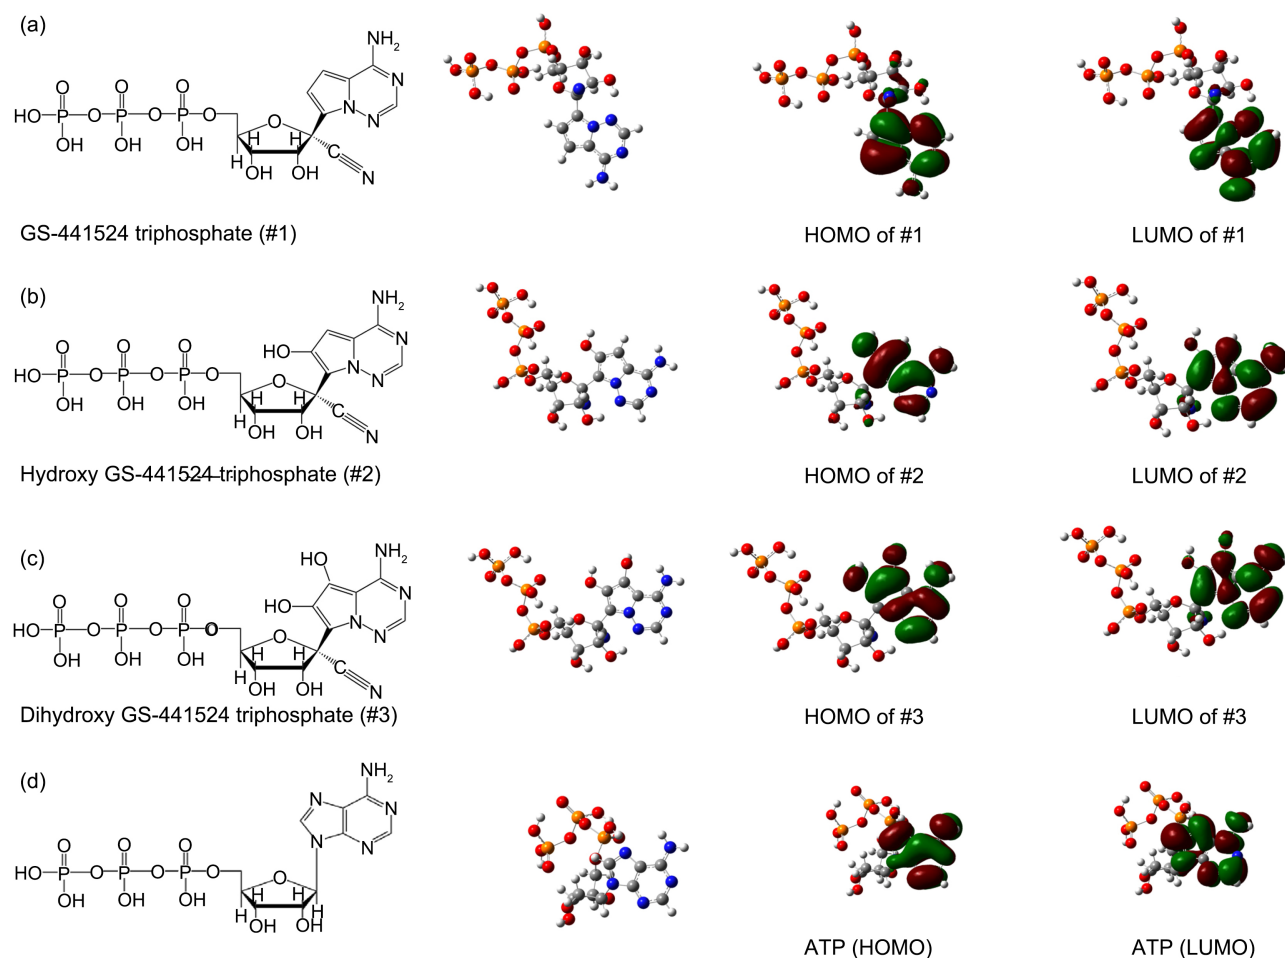 (a)
NH2
N
N
N
O O O
HO P O P O P O O
OH OH OH H H H
H
OH OH N
GS-441524 triphosphate (#1)
HOMO of #1
LUMO of #1
(b)
NH2
HO N
N
N
O O O
HO P O P O P O O
OH OH OH H H
H
OH OH N
Hydroxy GS-441524 triphosphate (#2)
HOMO of #2
LUMO of #2
(c)
HO NH2
HO N
N
N
O O O
HO P O P O P O O
OH OH OH H H
H
OH OH N
Dihydroxy GS-441524 triphosphate (#3)
HOMO of #3
LUMO of #3
(d)
NH2
N N
N N
O O O
HO P O P O P O O
OH OH OH H H H
OH OH
ATP (HOMO)
ATP (LUMO)